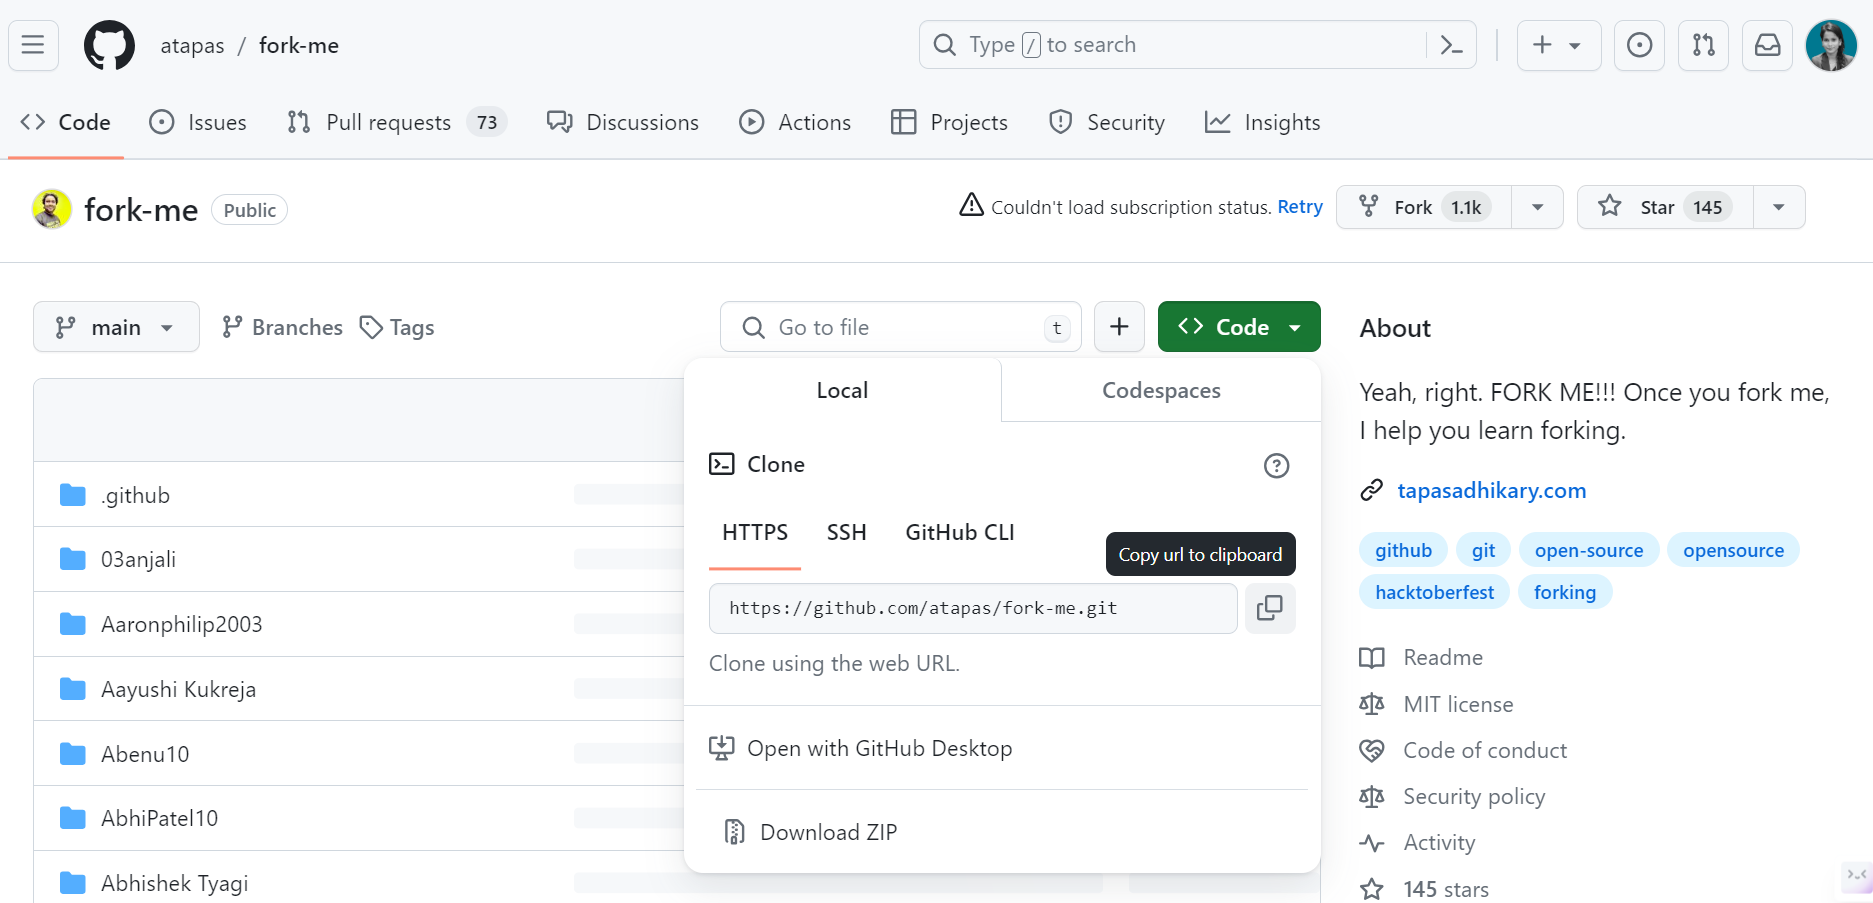 atapas / fork-me
Type / to search
Code
Issues
Pull requests 73
Discussions
Actions
Projects
Security
Insights
fork-me Public
Couldn't load subscription status. Retry
Fork 1.1k
Star 145
main
Branches
Tags
Go to file t
Code
.github
03anjali
Aaronphilip2003
Aayushi Kukreja
Abenu10
AbhiPatel10
Abhishek Tyagi
Local
Codespaces
Clone
HTTPS
SSH
GitHub CLI
Copy url to clipboard
https://github.com/atapas/fork-me.git
Clone using the web URL.
Open with GitHub Desktop
Download ZIP
About
Yeah, right. FORK ME!!! Once you fork me,
I help you learn forking.
tapasadhikary.com
github git open-source opensource
hacktoberfest forking
Readme
MIT license
Code of conduct
Security policy
Activity
145 stars